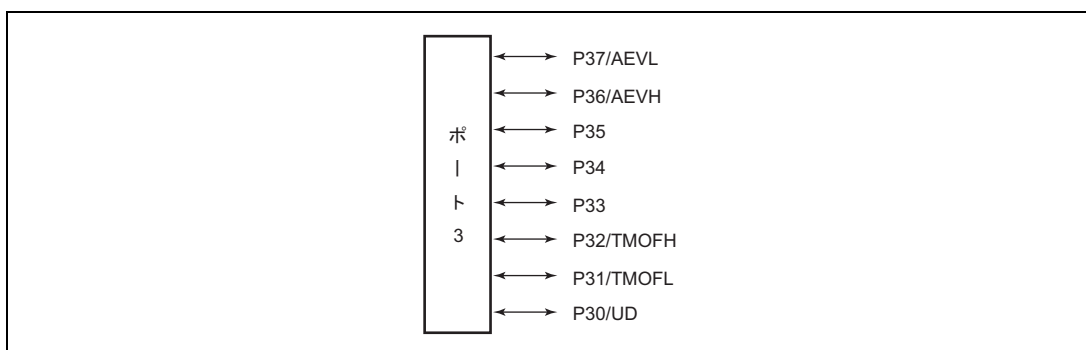 ポート3
P37/AEVL
P36/AEVH
P35
P34
P33
P32/TMOFH
P31/TMOFL
P30/UD